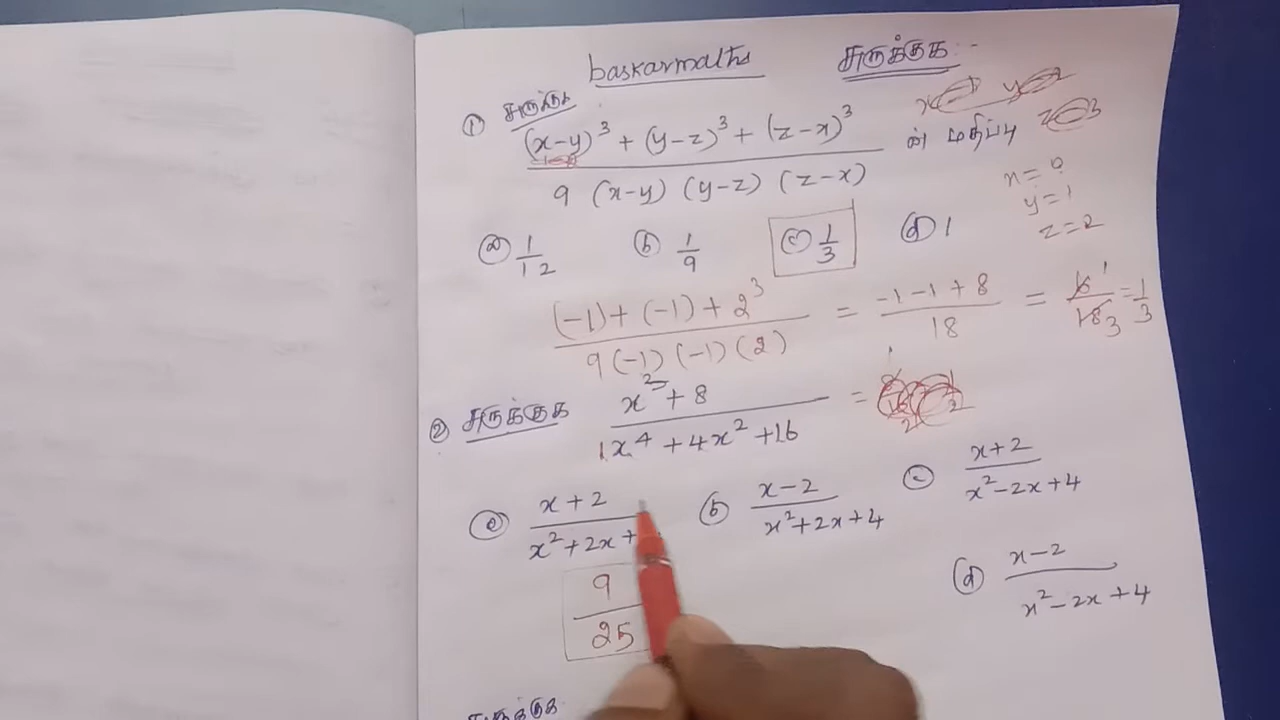 baskarmaths சுருக்குக :-
① சுருக்கு
(x-y)³ + (y-z)³ + (z-x)³ ன் மதிப்பு
9 (x-y) (y-z) (z-x)
x=0
y=1
z=2
ⓐ 1/12 ⓑ 1/9 ⓒ 1/3 ⓓ 1
(-1)+(-1)+2³ / 9(-1)(-1)(2) = -1-1+8 / 18 = 6/18 = 1/3
② சுருக்குக x³+8 / x⁴+4x²+16 =
ⓐ x+2 / x²+2x+ ⓑ x-2 / x²+2x+4 ⓒ x+2 / x²-2x+4
ⓓ x-2 / x²-2x+4
9/25